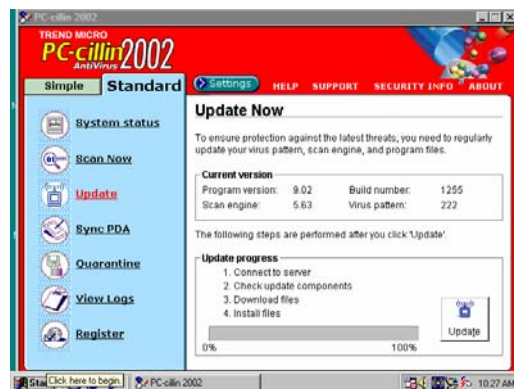 PC-cillin 2002
TREND MICRO
PC-cillin 2002
AntiVirus
Simple Standard
Settings HELP SUPPORT SECURITY INFO ABOUT
System status
Scan Now
Update
Sync PDA
Quarantine
View Logs
Register
Update Now
To ensure protection against the latest threats, you need to regularly
update your virus pattern, scan engine, and program
files.
Current version
Program version: 9.02 Build number: 1255
Scan engine: 5.63 Virus pattern: 222
The following steps are performed after you click 'Update'.
Update progress
1. Connect to server
2. Check update components
3. Download files
4. Install files
Update
0% 100%
Click here to begin.
PC-cillin 2002
10:27 AM